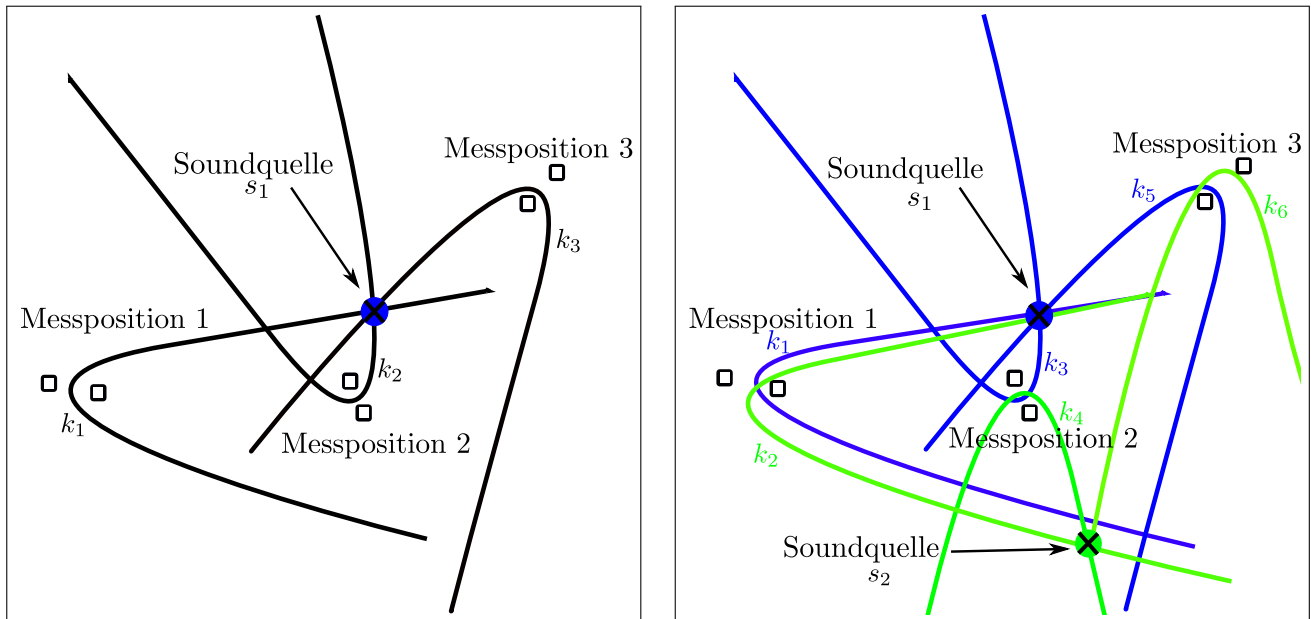 Messposition 3
Soundquelle
s₁
k₃
Messposition 1
k₂
k₁
Messposition 2
Messposition 3
Soundquelle
s₁
k₅
k₆
Messposition 1
k₁
k₃
k₄
Messposition 2
k₂
Soundquelle
s₂